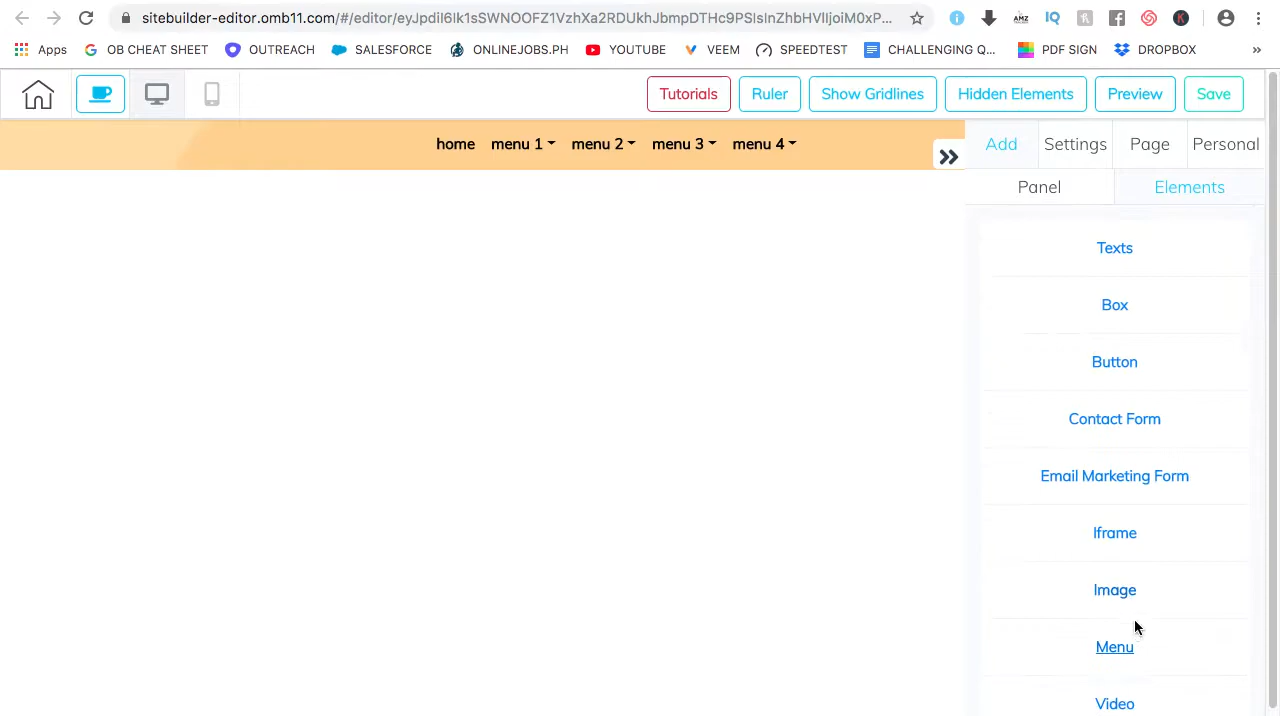 sitebuilder-editor.omb11.com/#/editor/eyJpdil6Ik1sSWNOOFZ1VzhXa2RDUkhJbmpDTHc9PSIsInZhbHVlIjoiM0xP...
Apps OB CHEAT SHEET OUTREACH SALESFORCE ONLINEJOBS.PH YOUTUBE VEEM SPEEDTEST CHALLENGING Q... PDF SIGN DROPBOX »
Tutorials Ruler Show Gridlines Hidden Elements Preview Save
home menu 1 menu 2 menu 3 menu 4
Add Settings Page Personal
Panel Elements
Texts
Box
Button
Contact Form
Email Marketing Form
Iframe
Image
Menu
Video